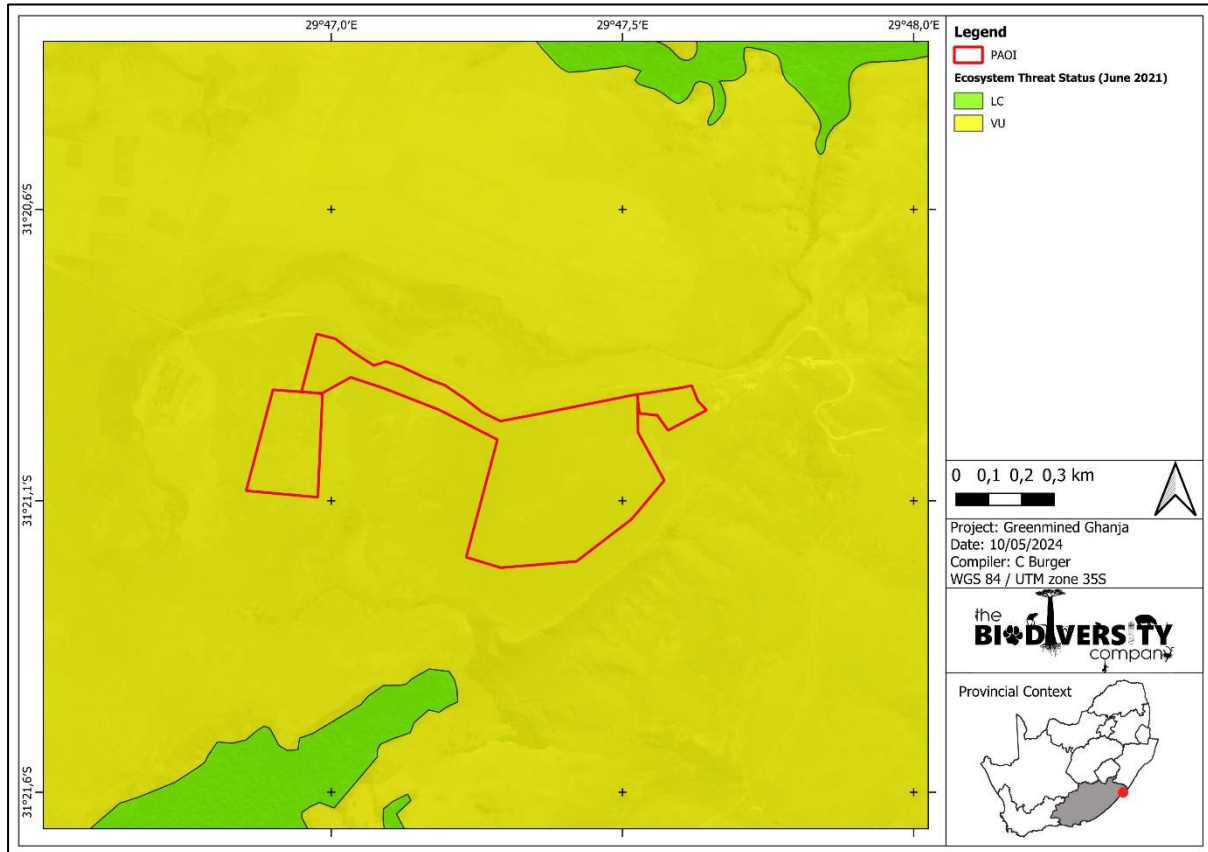 29°47,0′E
29°47,5′E
29°48,0′E
31°20,6′S
31°21,1′S
31°21,6′S
Legend
PAOI
Ecosystem Threat Status (June 2021)
LC
VU
0 0,1 0,2 0,3 km
Project: Greenmined Ghanja
Date: 10/05/2024
Compiler: C Burger
WGS 84 / UTM zone 35S
the
BIODIVERSITY
company
Provincial Context